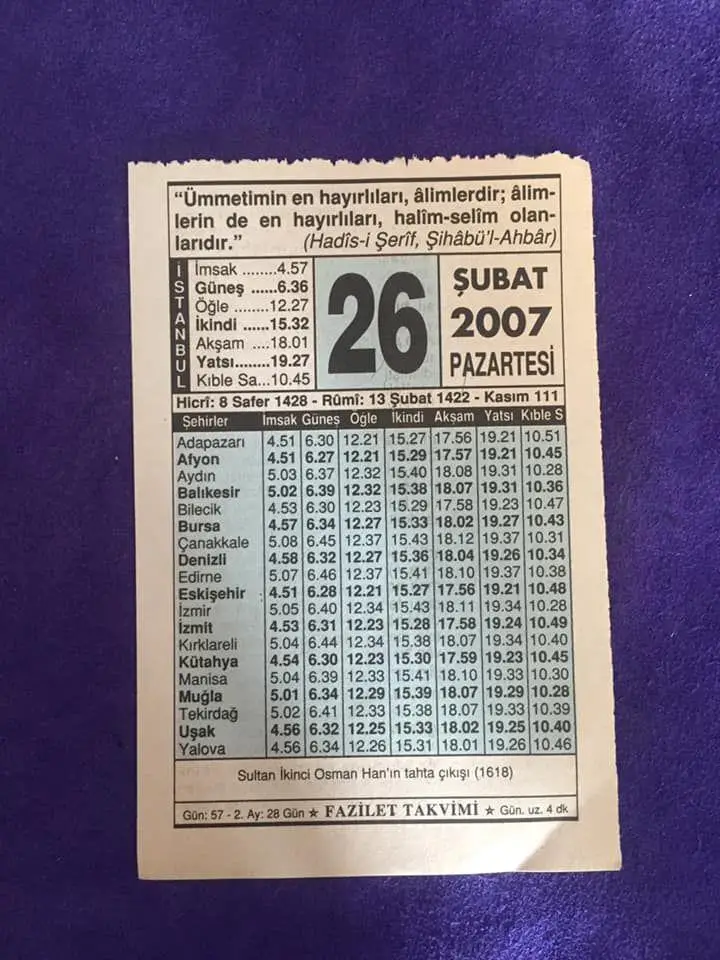 “Ümmetimin en hayırlıları, âlimlerdir; âlim-
lerin de en hayırlıları, halîm-selîm olan-
larıdır.” (Hadîs-i Şerîf, Şihâbü'l-Ahbâr)
İSTANBUL
İmsak ........4.57
Güneş ......6.36
Öğle ........12.27
İkindi ......15.32
Akşam ....18.01
Yatsı........19.27
Kıble Sa...10.45
26
ŞUBAT
2007
PAZARTESİ
Hicrî: 8 Safer 1428 - Rûmî: 13 Şubat 1422 - Kasım 111
Şehirler İmsak Güneş Öğle İkindi Akşam Yatsı Kıble S
Adapazarı 4.51 6.30 12.21 15.27 17.56 19.21 10.51
Afyon 4.51 6.27 12.21 15.29 17.57 19.21 10.45
Aydın 5.03 6.37 12.32 15.40 18.08 19.31 10.28
Balıkesir 5.02 6.39 12.32 15.38 18.07 19.31 10.36
Bilecik 4.53 6.30 12.23 15.29 17.58 19.23 10.47
Bursa 4.57 6.34 12.27 15.33 18.02 19.27 10.43
Çanakkale 5.08 6.45 12.37 15.43 18.12 19.37 10.31
Denizli 4.58 6.32 12.27 15.36 18.04 19.26 10.34
Edirne 5.07 6.46 12.37 15.41 18.10 19.37 10.38
Eskişehir 4.51 6.28 12.21 15.27 17.56 19.21 10.48
İzmir 5.05 6.40 12.34 15.43 18.11 19.34 10.28
İzmit 4.53 6.31 12.23 15.28 17.58 19.24 10.49
Kırklareli 5.04 6.44 12.34 15.38 18.07 19.34 10.40
Kütahya 4.54 6.30 12.23 15.30 17.59 19.23 10.45
Manisa 5.04 6.39 12.33 15.41 18.10 19.33 10.30
Muğla 5.01 6.34 12.29 15.39 18.07 19.29 10.28
Tekirdağ 5.02 6.41 12.33 15.38 18.07 19.33 10.39
Uşak 4.56 6.32 12.25 15.33 18.02 19.25 10.40
Yalova 4.56 6.34 12.26 15.31 18.01 19.26 10.46
Sultan İkinci Osman Han'ın tahta çıkışı (1618)
Gün: 57 - 2. Ay: 28 Gün ★ FAZİLET TAKVİMİ ★ Gün. uz. 4 dk